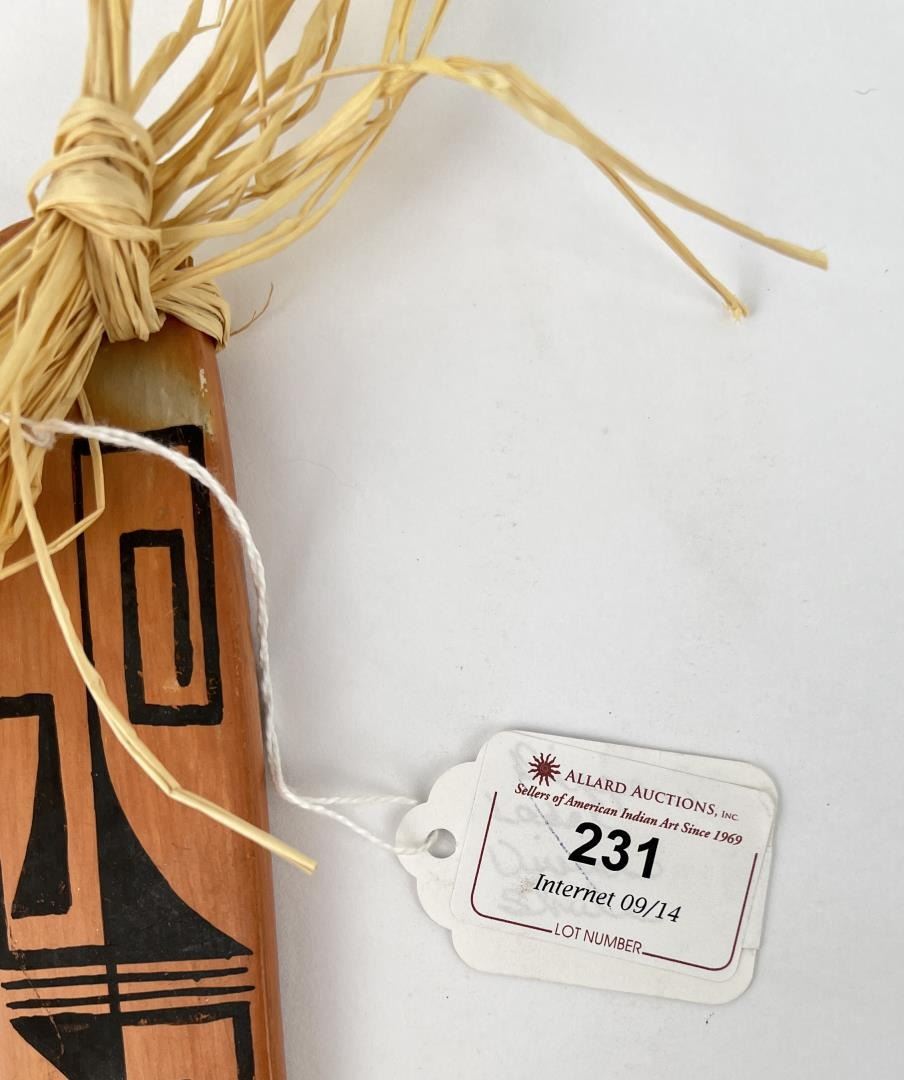 ALLARD AUCTIONS, INC.
Sellers of American Indian Art Since 1969
231
Internet 09/14
LOT NUMBER